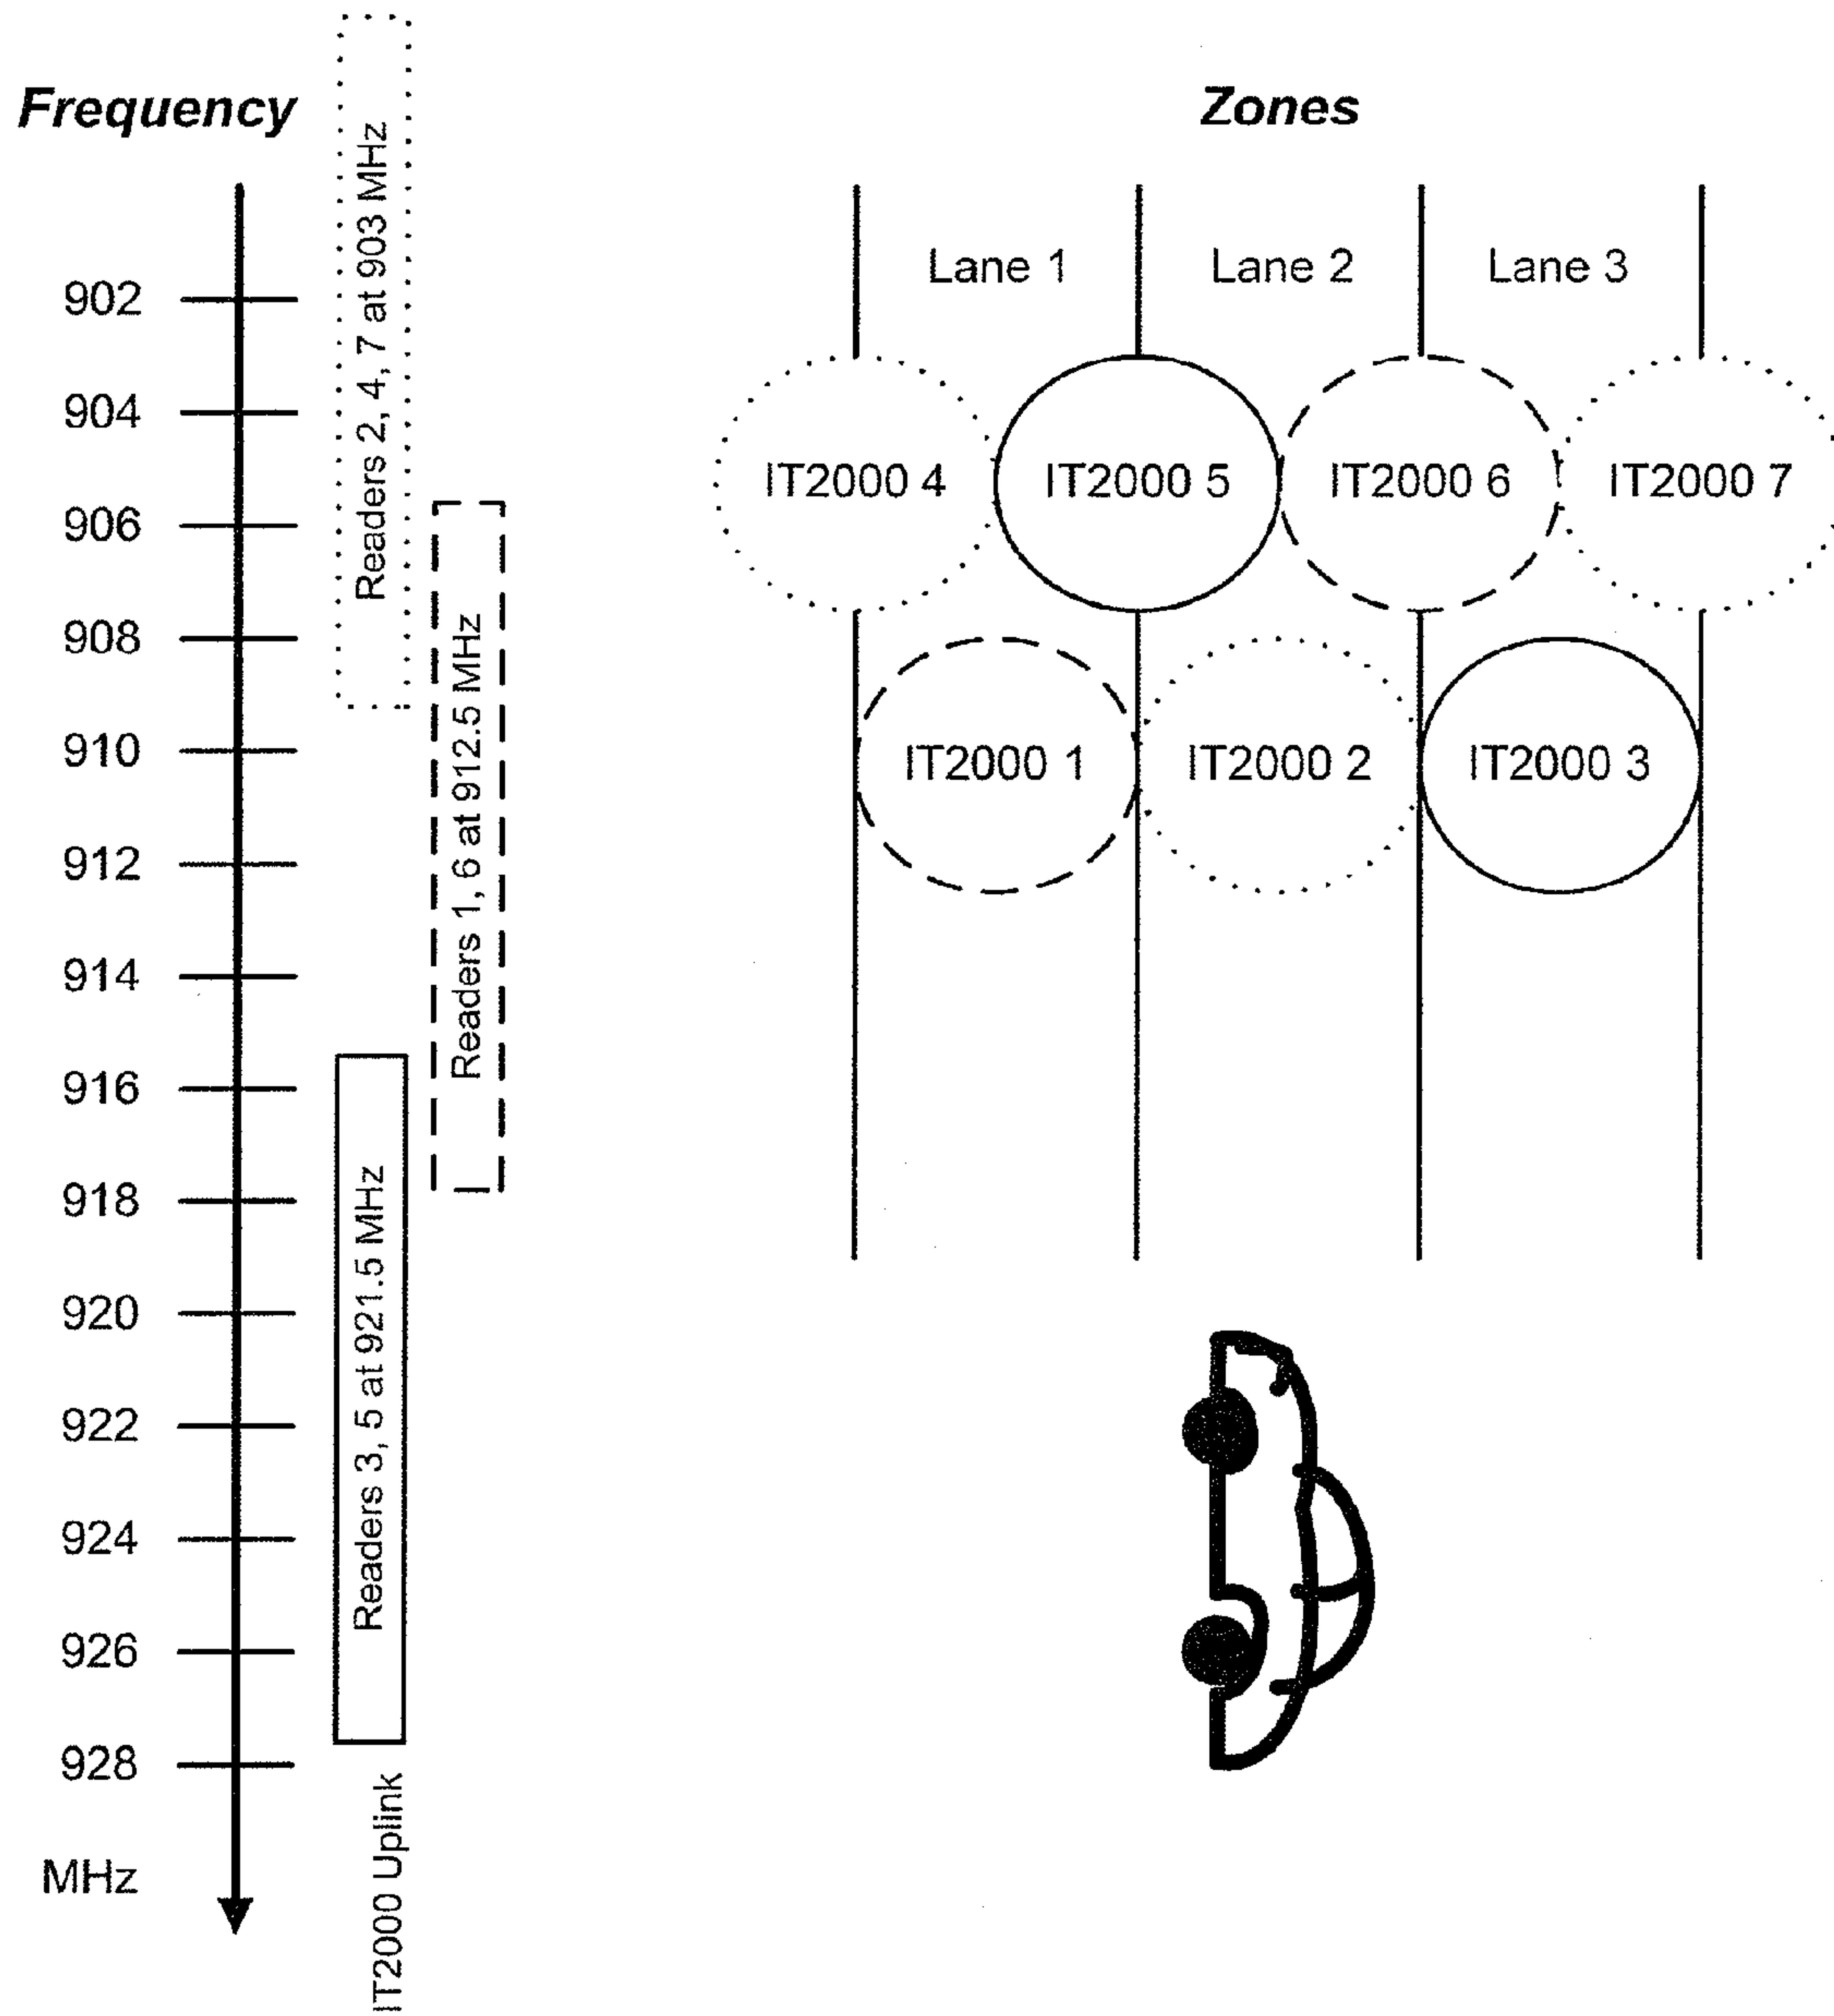 Frequency
Zones
902
904
906
908
910
912
914
916
918
920
922
924
926
928
MHz
Readers 2, 4, 7 at 903 MHz
Readers 1, 6 at 912.5 MHz
Readers 3, 5 at 921.5 MHz
IT2000 Uplink
Lane 1
Lane 2
Lane 3
IT2000 4
IT2000 5
IT2000 6
IT2000 7
IT2000 1
IT2000 2
IT2000 3